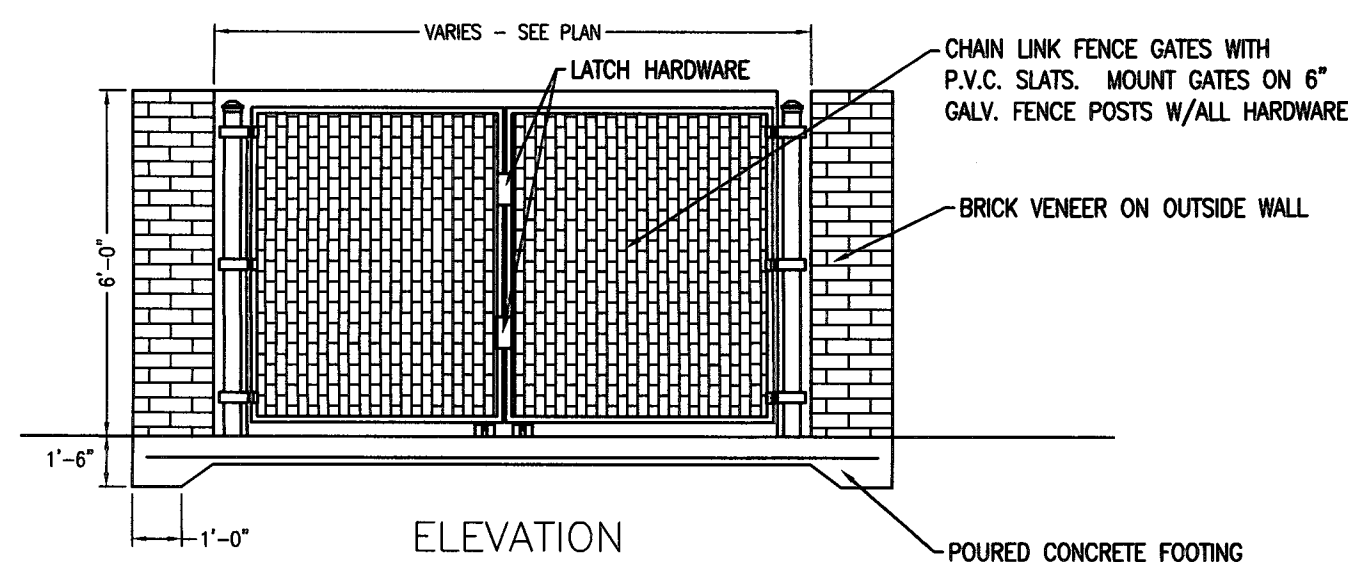 VARIES - SEE PLAN
LATCH HARDWARE
CHAIN LINK FENCE GATES WITH
P.V.C. SLATS. MOUNT GATES ON 6"
GALV. FENCE POSTS W/ALL HARDWARE
BRICK VENEER ON OUTSIDE WALL
6'-0"
1'-6"
1'-0"
ELEVATION
POURED CONCRETE FOOTING